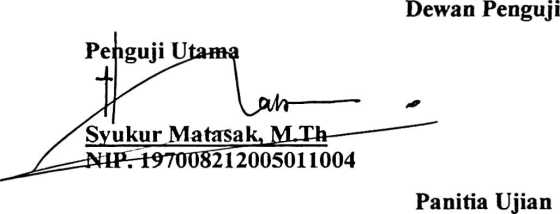 Dewan Penguji
Penguji Utama
Syukur Matasak, M.Th
NIP. 197008212005011004
Panitia Ujian